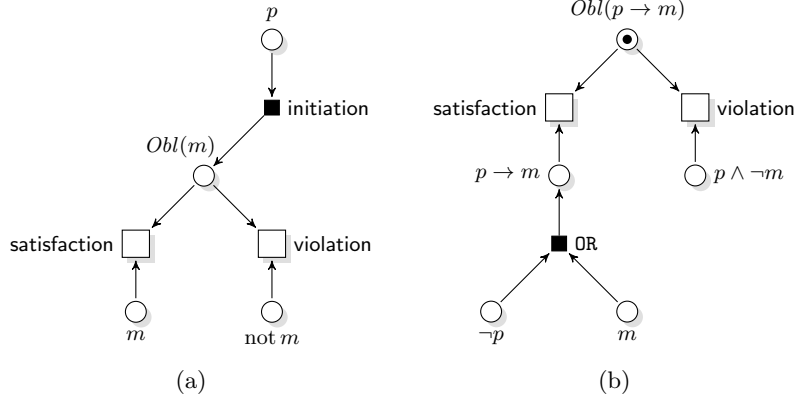 p
initiation
Obl(m)
satisfaction
violation
m
not m
(a)
Obl(p → m)
satisfaction
violation
p → m
p ∧ ¬m
OR
¬p
m
(b)